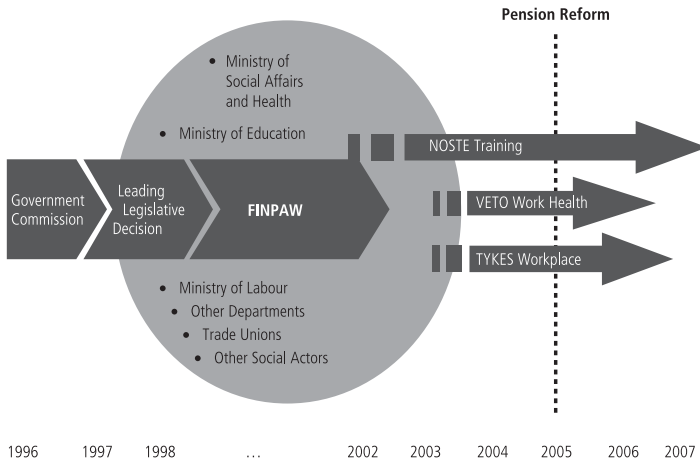 Pension Reform
• Ministry of
Social Affairs
and Health
• Ministry of Education
NOSTE Training
Government
Commission
Leading
Legislative
Decision
FINPAW
VETO Work Health
TYKES Workplace
• Ministry of Labour
• Other Departments
• Trade Unions
• Other Social Actors
1996 1997 1998 ... 2002 2003 2004 2005 2006 2007